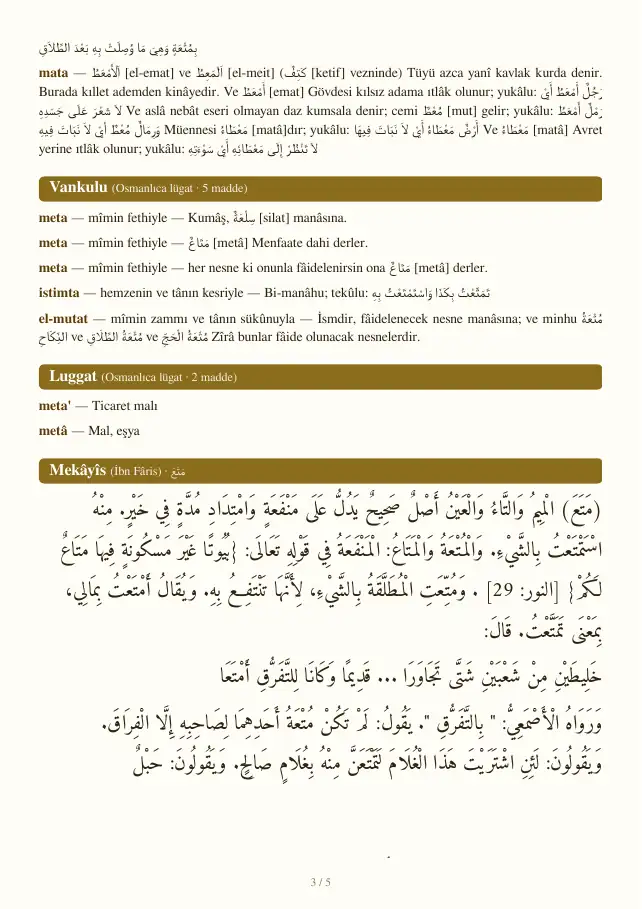 بِمُتْعَةٍ وَهِيَ مَا وُصِلَتْ بِهِ بَعْدَ الطَّلاَقِ
mata — اَلْأَمْعَطُ [el-emat] ve اَلْمَعِطُ [el-meit] (كَتِفٌ [ketif] vezninde) Tüyü azca yanî kavlak kurda denir.
Burada kıllet ademden kinâyedir. Ve أَمْعَطُ [emat] Gövdesi kılsız adama ıtlâk olunur; yukâlu: رَجُلٌ أَمْعَطُ أَيْ
لاَ شَعْرَ عَلَى جَسَدِهِ Ve aslâ nebât eseri olmayan daz kumsala denir; cemi مُعْطٌ [mut] gelir; yukâlu: رَمْلٌ أَمْعَطُ
وَرِمَالٌ مُعْطٌ أَيْ لاَ نَبَاتَ فِيهِ Müennesi مَعْطَاءُ [matâ]dır; yukâlu: أَرْضٌ مَعْطَاءُ أَيْ لاَ نَبَاتَ فِيهَا Ve مَعْطَاءُ [matâ] Avret
yerine ıtlâk olunur; yukâlu: لاَ تَنْظُرْ إِلَى مَعْطَائِهِ أَيْ سَوْءَتِهِ
Vankulu (Osmanlıca lügat · 5 madde)
meta — mîmin fethiyle — Kumâş, سِلْعَةٌ [silat] manâsına.
meta — mîmin fethiyle — مَتَاعٌ [metâ] Menfaate dahi derler.
meta — mîmin fethiyle — her nesne ki onunla fâidelenirsin ona مَتَاعٌ [metâ] derler.
istimta — hemzenin ve tânın kesriyle — Bi-manâhu; tekûlu: تَمَتَّعْتُ بِكَذَا وَاسْتَمْتَعْتُ بِهِ
el-mutat — mîmin zammı ve tânın sükûnuyla — İsmdir, fâidelenecek nesne manâsına; ve minhu مُتْعَةُ
النِّكَاحِ ve مُتْعَةُ الطَّلَاقِ ve مُتْعَةُ الْحَجِّ Zîrâ bunlar fâide olunacak nesnelerdir.
Luggat (Osmanlıca lügat · 2 madde)
meta' — Ticaret malı
metâ — Mal, eşya
Mekâyîs (İbn Fâris) · مَتَعَ
(مَتَعَ) الْمِيمُ وَالتَّاءُ وَالْعَيْنُ أَصْلٌ صَحِيحٌ يَدُلُّ عَلَى مَنْفَعَةٍ وَامْتِدَادِ مُدَّةٍ فِي خَيْرٍ. مِنْهُ
اسْتَمْتَعْتُ بِالشَّيْءِ. وَالْمُتْعَةُ وَالْمَتَاعُ: الْمَنْفَعَةُ فِي قَوْلِهِ تَعَالَى: {بُيُوتًا غَيْرَ مَسْكُونَةٍ فِيهَا مَتَاعٌ
لَكُمْ} [النور: 29] . وَمُتِّعَتِ الْمُطَلَّقَةُ بِالشَّيْءِ، لِأَنَّهَا تَنْتَفِعُ بِهِ. وَيُقَالُ أَمْتَعْتُ بِمَالِي،
بِمَعْنَى تَمَتَّعْتُ. قَالَ:
خَلِيطَيْنِ مِنْ شَعْبَيْنِ شَتَّى تَجَاوَرَا ... قَدِيمًا وَكَانَا لِلتَّفَرُّقِ أَمْتَعَا
وَرَوَاهُ الْأَصْمَعِيُّ: " بِالتَّفَرُّقِ ". يَقُولُ: لَمْ تَكُنْ مُتْعَةُ أَحَدِهِمَا لِصَاحِبِهِ إِلَّا الْفِرَاقَ.
وَيَقُولُونَ: لَئِنِ اشْتَرَيْتَ هَذَا الْغُلَامَ لَتَمْتَعَنَّ مِنْهُ بِغُلَامٍ صَالِحٍ. وَيَقُولُونَ: حَبْلٌ
3 / 5